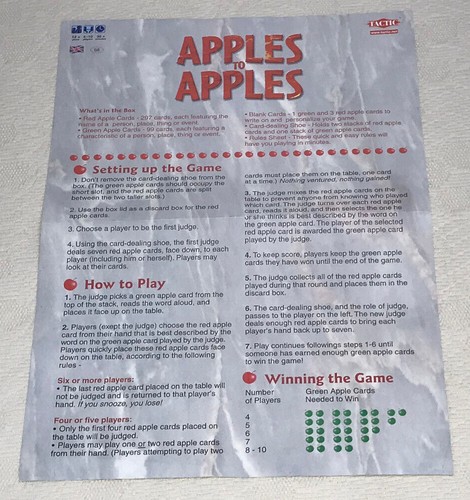 TACTIC
APPLES
TO
APPLES
What's in the Box
• Red Apple Cards - 297 cards, each featuring the
name of a person, place, thing or event.
• Green Apple Cards - 99 cards, each featuring a
characteristic of a person, place, thing or event.
• Blank Cards - 1 green and 3 red apple cards to
write on and personalize your game.
• Card-dealing Shoe - Holds two stacks of red apple
cards and one stack of green apple cards.
• Rules Sheet - These quick and easy rules will
have you playing in minutes.
Setting up the Game
1. Don't remove the card-dealing shoe from the
box. (The green apple cards should occupy the
short slot, and the red apple cards are split
between the two taller slots.)
2. Use the box lid as a discard box for the red
apple cards.
3. Choose a player to be the first judge.
4. Using the card-dealing shoe, the first judge
deals seven red apple cards, face down, to each
player (including him or herself). Players may
look at their cards.
How to Play
1. The judge picks a green apple card from the
top of the stack, reads the word aloud, and
places it face up on the table.
2. Players (except the judge) choose the red apple
card from their hand that is best described by the
word on the green apple card played by the judge.
Players quickly place these red apple cards face
down on the table, according to the following
rules -
Six or more players:
• The last red apple card placed on the table will
not be judged and is returned to that player's
hand. If you snooze, you lose!
Four or five players:
• Only the first four red apple cards placed on
the table will be judged.
• Players may play one or two red apple cards
from their hand. (Players attempting to play two
cards must place them on the table, one card
at a time.) Nothing ventured, nothing gained!
3. The judge mixes the red apple cards on the
table to prevent anyone from knowing who played
which card. The judge turns over each red apple
card, reads it aloud, and then selects the one he
or she thinks is best described by the word on
the green apple card. The player of the selected
red apple card is awarded the green apple card
played by the judge.
4. To keep score, players keep the green apple
cards they have won until the end of the game.
5. The judge collects all of the red apple cards
played during that round and places them in the
discard box.
6. The card-dealing shoe, and the role of judge,
passes to the player on the left. The new judge
deals enough red apple cards to bring each
player's hand back up to seven.
7. Play continues followings steps 1-6 until
someone has earned enough green apple cards
to win the game!
Winning the Game
Number
of Players
Green Apple Cards
Needed to Win
4
5
6
7
8 - 10